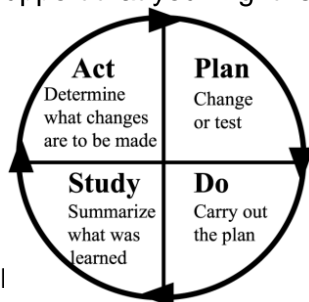 Act
Determine
what changes
are to be made
Plan
Change
or test
Study
Summarize
what was
learned
Do
Carry out
the plan